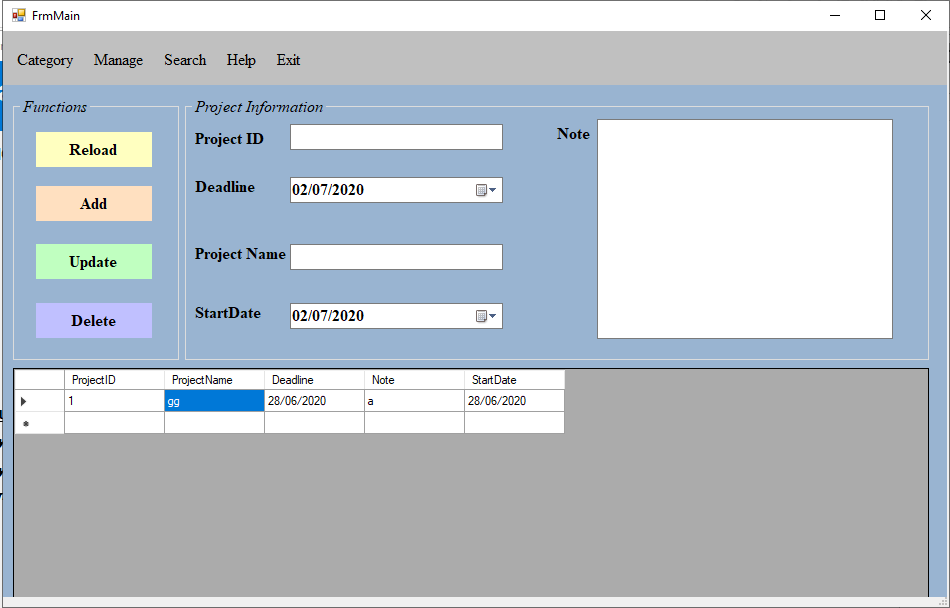 FrmMain
Category Manage Search Help Exit
Functions
Reload
Add
Update
Delete
Project Information
Project ID
Deadline 02/07/2020
Project Name
StartDate 02/07/2020
Note
ProjectID ProjectName Deadline Note StartDate
1 gg 28/06/2020 a 28/06/2020